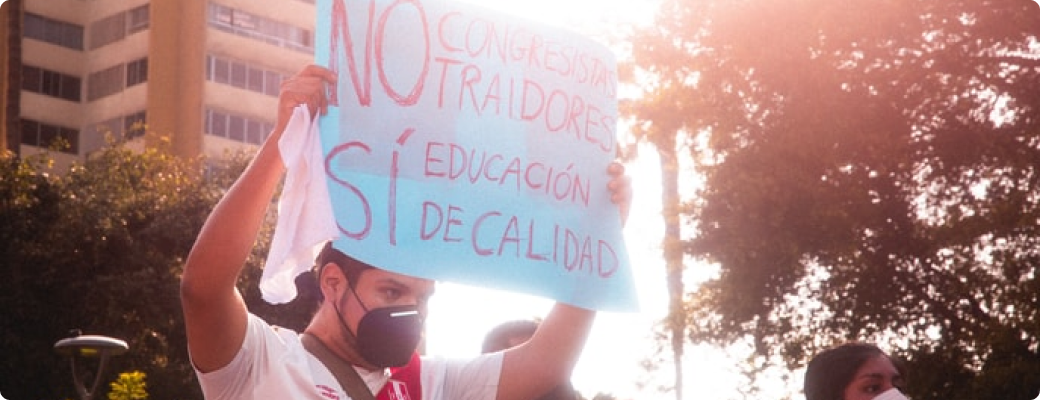 NO CONGRESISTAS
TRAIDORES
SÍ EDUCACIÓN
DE CALIDAD